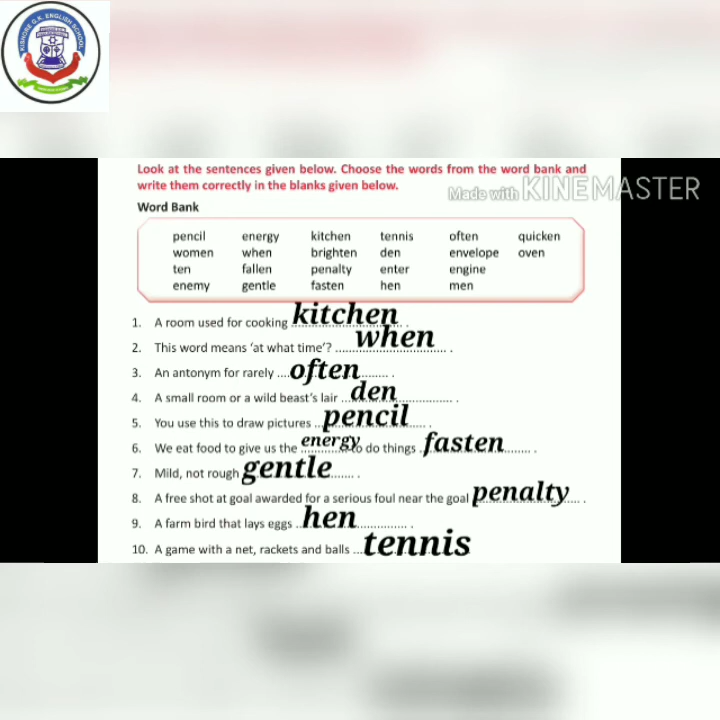 KISHORE G.K. ENGLISH SCHOOL
Look at the sentences given below. Choose the words from the word bank and
write them correctly in the blanks given below.
Made with KINEMASTER
Word Bank
pencil energy kitchen tennis often quicken
women when brighten den envelope oven
ten fallen penalty enter engine
enemy gentle fasten hen men
1. A room used for cooking kitchen .
2. This word means 'at what time'? when .
3. An antonym for rarely often .
4. A small room or a wild beast's lair den .
5. You use this to draw pictures pencil .
6. We eat food to give us the energy to do things fasten .
7. Mild, not rough gentle .
8. A free shot at goal awarded for a serious foul near the goal penalty .
9. A farm bird that lays eggs hen .
10. A game with a net, rackets and balls tennis